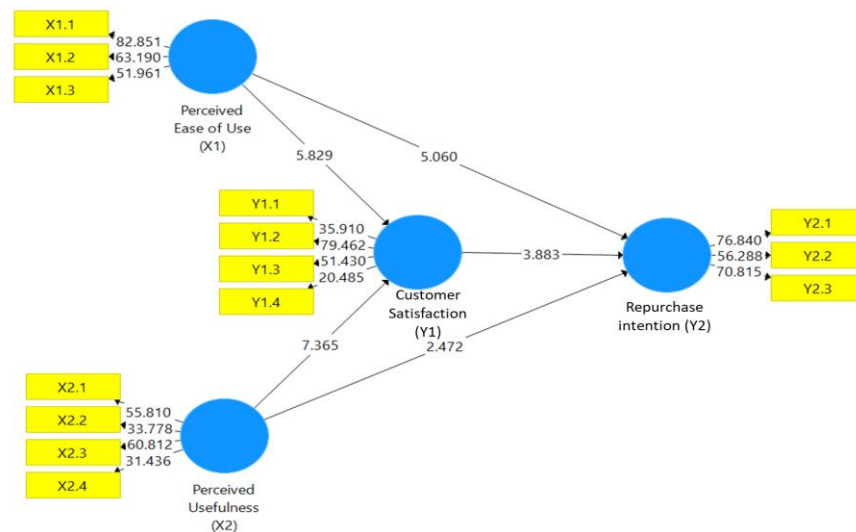 X1.1
82.851
X1.2
63.190
X1.3
51.961
Perceived
Ease of Use
(X1)
5.829
5.060
Y1.1
35.910
Y1.2
79.462
Y1.3
51.430
Y1.4
20.485
Customer
Satisfaction
(Y1)
3.883
Y2.1
76.840
Y2.2
56.288
Y2.3
70.815
Repurchase
intention (Y2)
7.365
2.472
X2.1
55.810
X2.2
33.778
X2.3
60.812
X2.4
31.436
Perceived
Usefulness
(X2)